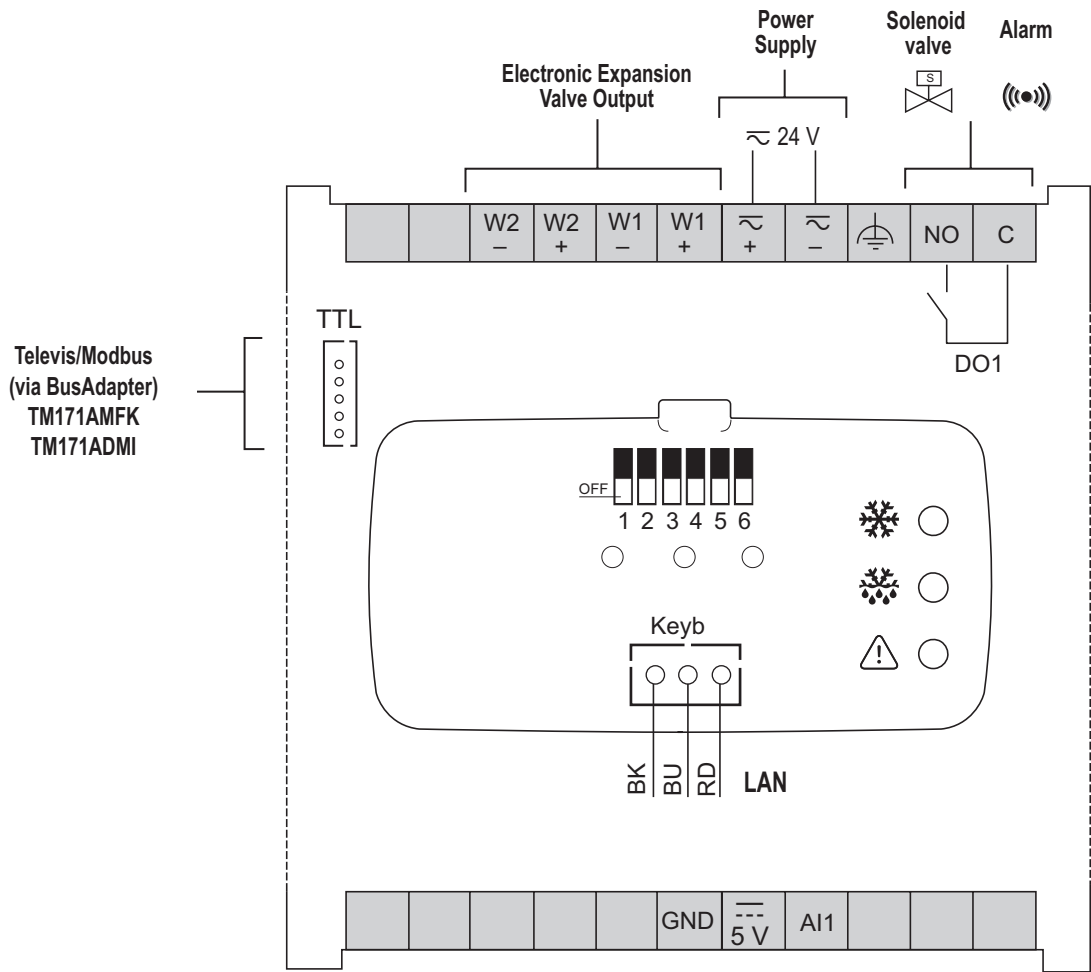 Power
Supply
Solenoid
valve
Alarm
S
Electronic Expansion
Valve Output
24 V
W2
–
W2
+
W1
–
W1
+
+
–
NO
C
TTL
DO1
Televis/Modbus
(via BusAdapter)
TM171AMFK
TM171ADMI
OFF
1 2 3 4 5 6
Keyb
BK
BU
RD
LAN
GND
5 V
AI1